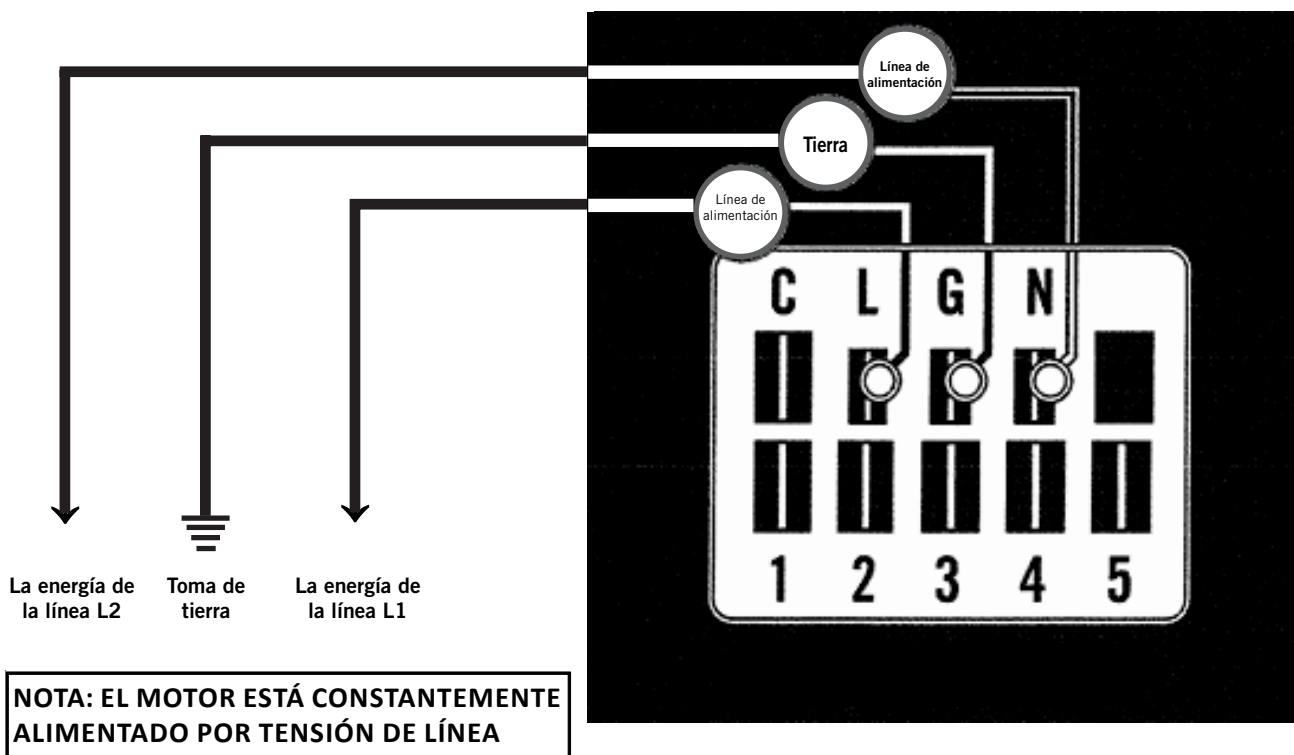 Línea de
alimentación
Tierra
Línea de
alimentación
C L G N
1 2 3 4 5
La energía de
la línea L2
Toma de
tierra
La energía de
la línea L1
NOTA: EL MOTOR ESTÁ CONSTANTEMENTE
ALIMENTADO POR TENSIÓN DE LÍNEA